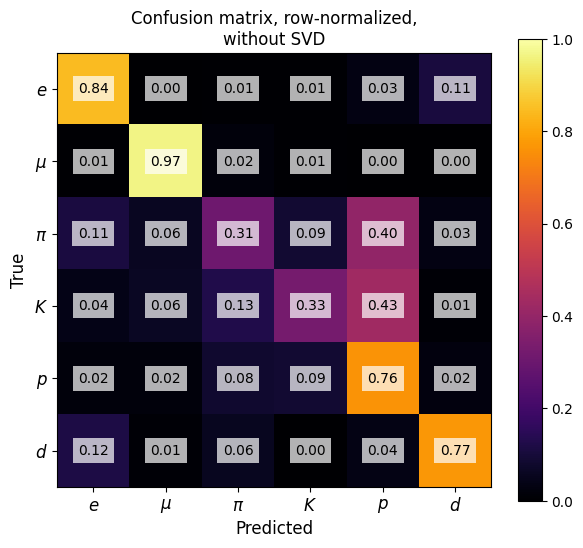 Confusion matrix, row-normalized,
without SVD
True
e 0.84 0.00 0.01 0.01 0.03 0.11
μ 0.01 0.97 0.02 0.01 0.00 0.00
π 0.11 0.06 0.31 0.09 0.40 0.03
K 0.04 0.06 0.13 0.33 0.43 0.01
p 0.02 0.02 0.08 0.09 0.76 0.02
d 0.12 0.01 0.06 0.00 0.04 0.77
e μ π K p d
Predicted
1.0
0.8
0.6
0.4
0.2
0.0